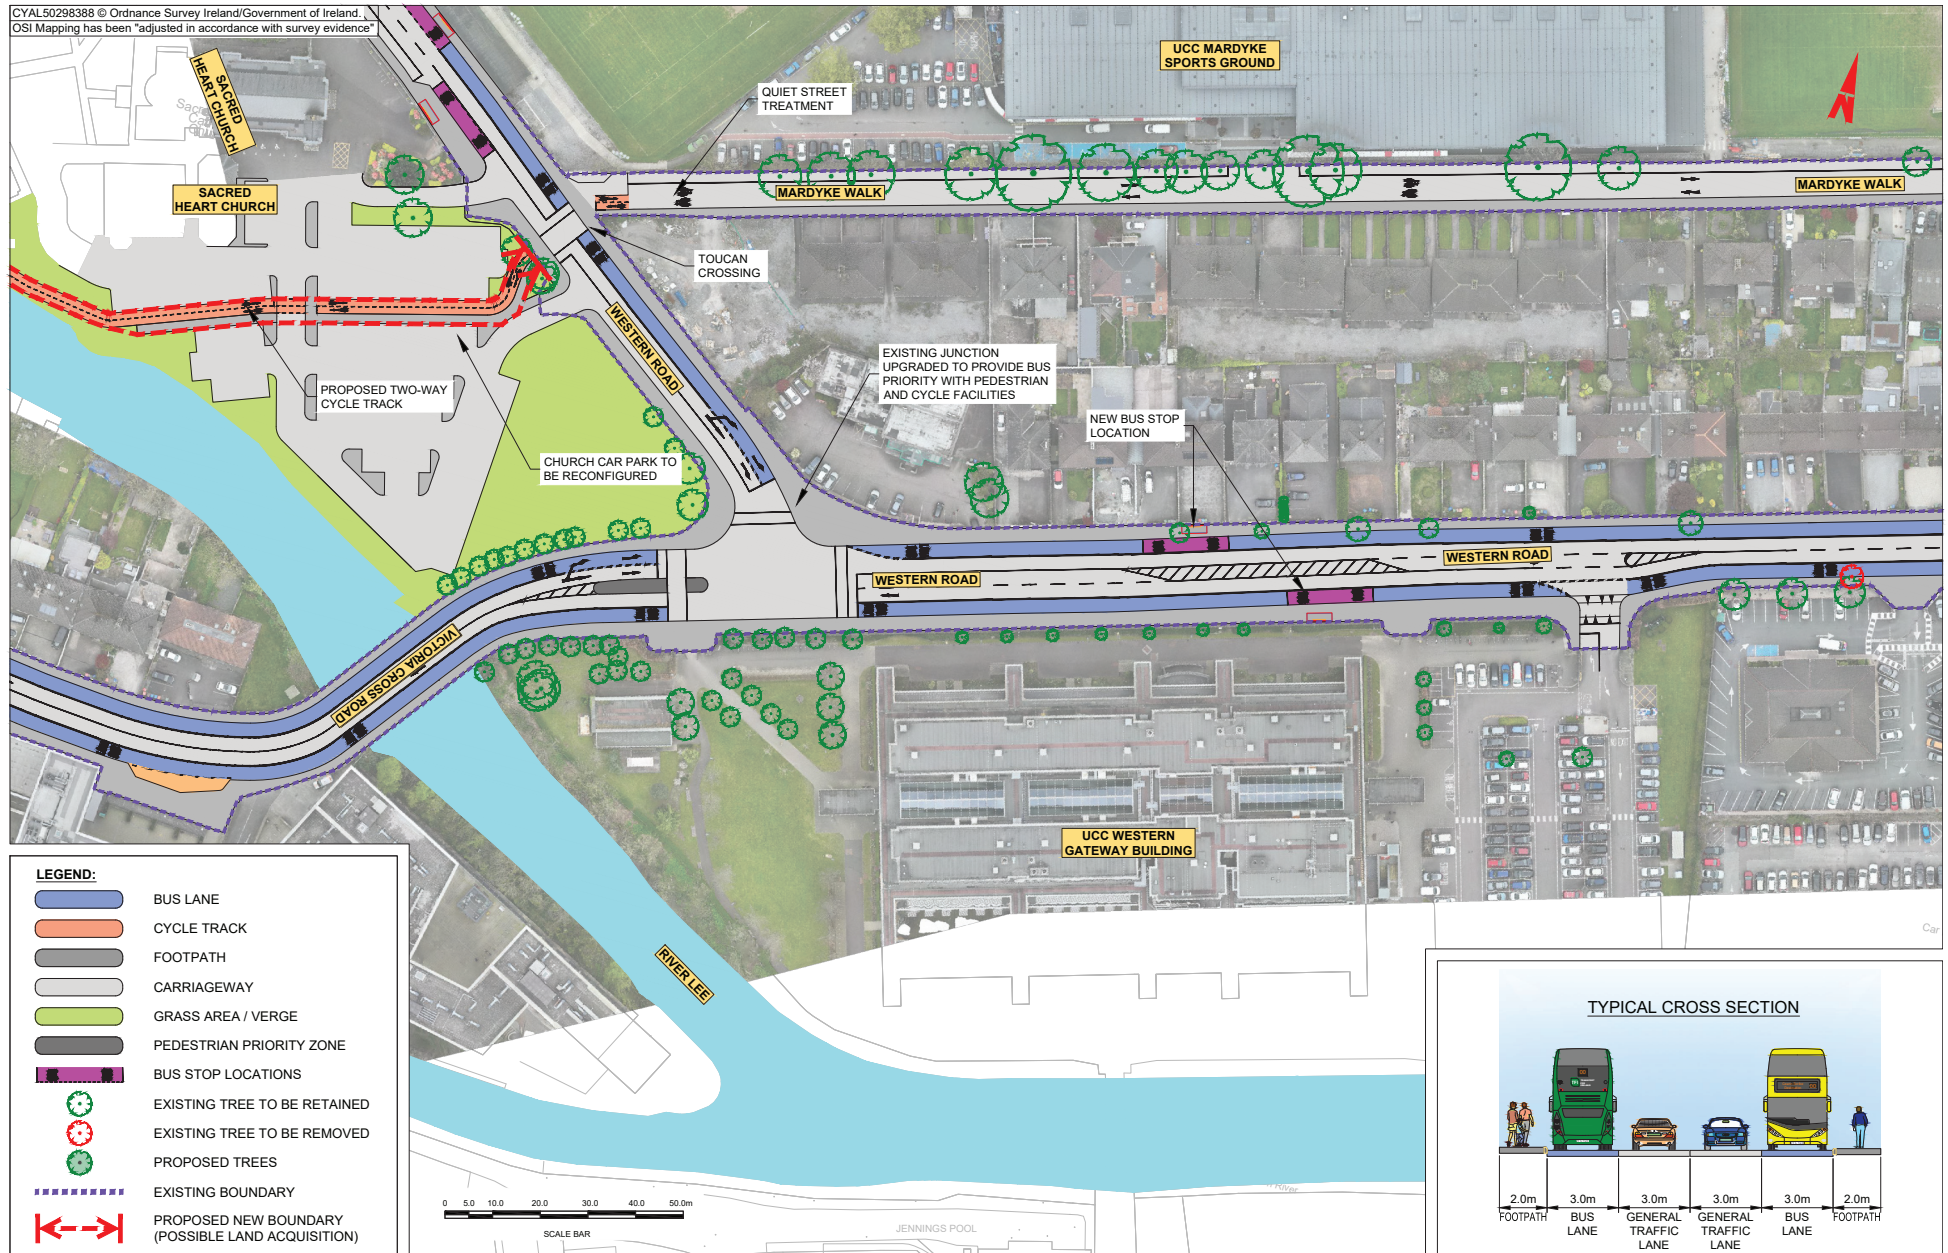 CYAL50298388 © Ordnance Survey Ireland/Government of Ireland.
OSI Mapping has been "adjusted in accordance with survey evidence"
SACRED
HEART CHURCH
SACRED
HEART CHURCH
QUIET STREET
TREATMENT
UCC MARDYKE
SPORTS GROUND
N
MARDYKE WALK
MARDYKE WALK
TOUCAN
CROSSING
WESTERN ROAD
PROPOSED TWO-WAY
CYCLE TRACK
EXISTING JUNCTION
UPGRADED TO PROVIDE BUS
PRIORITY WITH PEDESTRIAN
AND CYCLE FACILITIES
NEW BUS STOP
LOCATION
CHURCH CAR PARK TO
BE RECONFIGURED
WESTERN ROAD
WESTERN ROAD
VICTORIA CROSS ROAD
UCC WESTERN
GATEWAY BUILDING
RIVER LEE
Car
River
JENNINGS POOL
LEGEND:
BUS LANE
CYCLE TRACK
FOOTPATH
CARRIAGEWAY
GRASS AREA / VERGE
PEDESTRIAN PRIORITY ZONE
BUS STOP LOCATIONS
EXISTING TREE TO BE RETAINED
EXISTING TREE TO BE REMOVED
PROPOSED TREES
EXISTING BOUNDARY
PROPOSED NEW BOUNDARY
(POSSIBLE LAND ACQUISITION)
0 5.0 10.0 20.0 30.0 40.0 50.0m
SCALE BAR
TYPICAL CROSS SECTION
2.0m 3.0m 3.0m 3.0m 3.0m 2.0m
FOOTPATH BUS GENERAL GENERAL BUS FOOTPATH
LANE TRAFFIC TRAFFIC LANE
LANE LANE